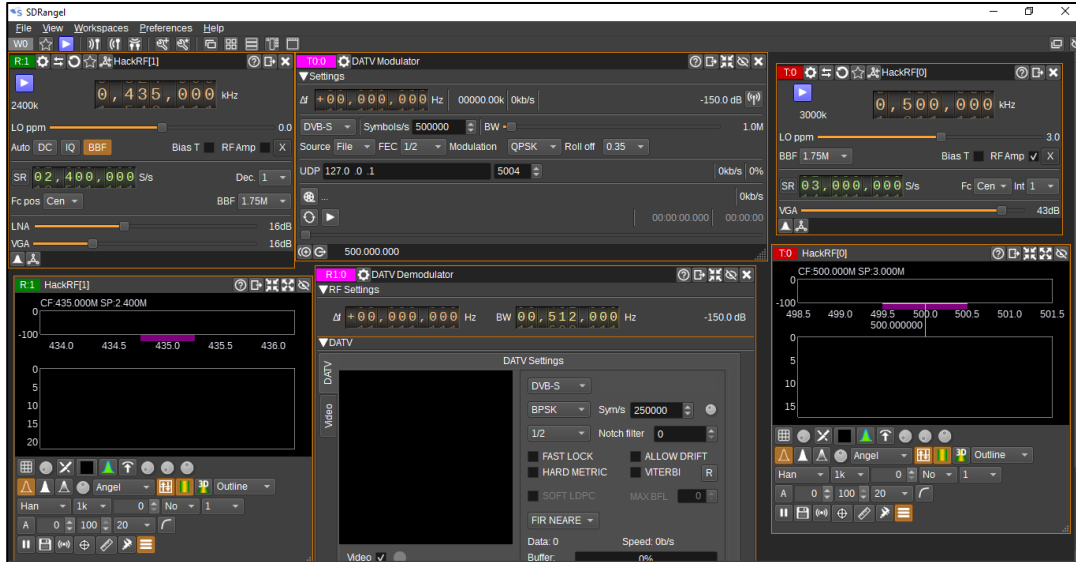 SDRangel
File View Workspaces Preferences Help
W0
R:1 HackRF[1]
2400k 0,435,000 kHz
LO ppm 0.0
Auto DC IQ BBF Bias T RF Amp X
SR 02,400,000 S/s Dec. 1
Fc pos Cen BBF 1.75M
LNA 16dB
VGA 16dB
T0:0 DATV Modulator
Settings
Δf +00,000,000 Hz 00000.00k 0kb/s -150.0 dB
DVB-S Symbols/s 500000 BW 1.0M
Source File FEC 1/2 Modulation QPSK Roll off 0.35
UDP 127.0 .0 .1 5004 0kb/s 0%
... 0kb/s
00:00:00.000 00:00:00
500.000.000
T:0 HackRF[0]
3000k 0,500,000 kHz
LO ppm 3.0
BBF 1.75M Bias T RF Amp X
SR 03,000,000 S/s Fc Cen Int 1
VGA 43dB
R:1 HackRF[1]
CF:435.000M SP:2.400M
0
-100
434.0 434.5 435.0 435.5 436.0
0
5
10
15
20
Angel 3D Outline
Han 1k 0 No 1
A 0 100 20
R1:0 DATV Demodulator
RF Settings
Δf +00,000,000 Hz BW 00,512,000 Hz -150.0 dB
DATV
DATV
Video
DATV Settings
DVB-S
BPSK Sym/s 250000
1/2 Notch filter 0
FAST LOCK ALLOW DRIFT
HARD METRIC VITERBI R
SOFT LDPC MAX BFL 0
FIR NEARE
Data: 0 Speed: 0b/s
Video Buffer: 0%
T:0 HackRF[0]
CF:500.000M SP:3.000M
0
-100
498.5 499.0 499.5 500.0 500.5 501.0 501.5
500.000000
0
5
10
15
Angel 3D Outline
Han 1k 0 No 1
A 0 100 20